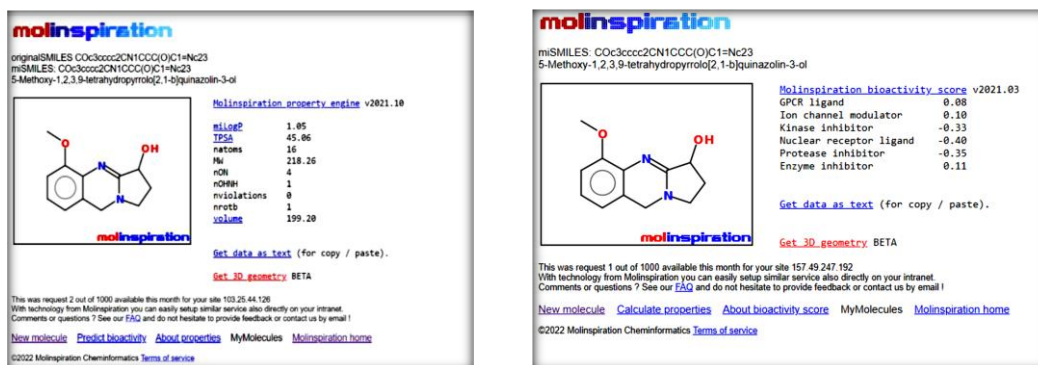 molinspiration
originalSMILES COc3cccc2CN1CCC(O)C1=Nc23
miSMILES: COc3cccc2CN1CCC(O)C1=Nc23
5-Methoxy-1,2,3,9-tetrahydropyrrolo[2,1-b]quinazolin-3-ol
Molinspiration property engine v2021.10
miLogP 1.05
TPSA 45.06
natoms 16
MW 218.26
nON 4
nOHNH 1
nviolations 0
nrotb 1
volume 199.20
O
OH
N
N
molinspiration
Get data as text (for copy / paste).
Get 3D geometry BETA
This was request 2 out of 1000 available this month for your site 103.25.44.126
With technology from Molinspiration you can easily setup similar service also directly on your intranet.
Comments or questions ? See our FAQ and do not hesitate to provide feedback or contact us by email !
New molecule Predict bioactivity About properties MyMolecules Molinspiration home
©2022 Molinspiration Cheminformatics Terms of service
molinspiration
miSMILES: COc3cccc2CN1CCC(O)C1=Nc23
5-Methoxy-1,2,3,9-tetrahydropyrrolo[2,1-b]quinazolin-3-ol
Molinspiration bioactivity score v2021.03
GPCR ligand 0.08
Ion channel modulator 0.10
Kinase inhibitor -0.33
Nuclear receptor ligand -0.40
Protease inhibitor -0.35
Enzyme inhibitor 0.11
O
OH
N
N
molinspiration
Get data as text (for copy / paste).
Get 3D geometry BETA
This was request 1 out of 1000 available this month for your site 157.49.247.192
With technology from Molinspiration you can easily setup similar service also directly on your intranet.
Comments or questions ? See our FAQ and do not hesitate to provide feedback or contact us by email !
New molecule Calculate properties About bioactivity score MyMolecules Molinspiration home
©2022 Molinspiration Cheminformatics Terms of service